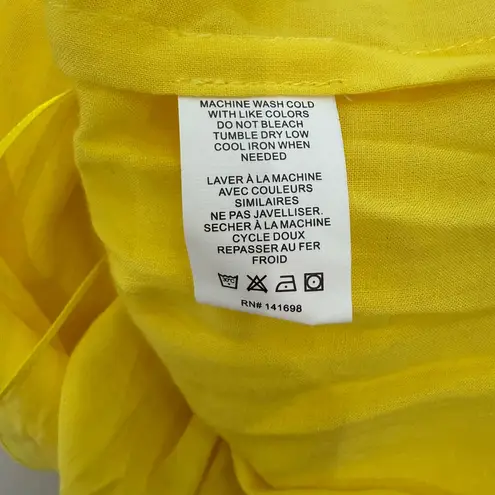 MACHINE WASH COLD
WITH LIKE COLORS
DO NOT BLEACH
TUMBLE DRY LOW
COOL IRON WHEN
NEEDED
LAVER À LA MACHINE
AVEC COULEURS
SIMILAIRES
NE PAS JAVELLISER.
SECHER À LA MACHINE
CYCLE DOUX
REPASSER AU FER
FROID
RN# 141698